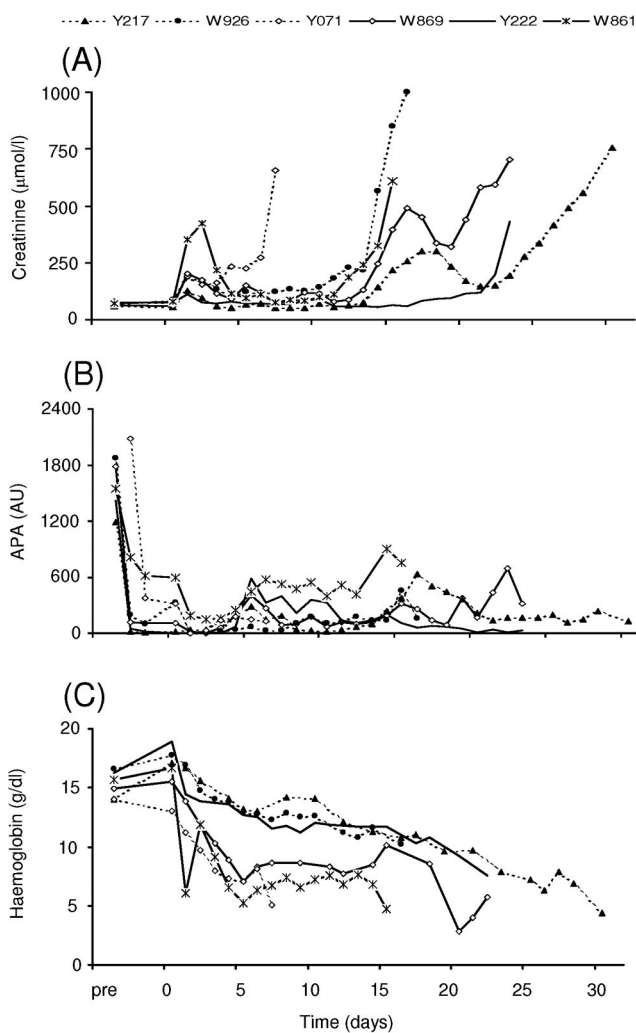 Y217 W926 Y071 W869 Y222 W861
(A)
1000
750
500
250
0
Creatinine (μmol/l)
(B)
2400
1800
1200
600
0
APA (AU)
(C)
20
15
10
5
0
Haemoglobin (g/dl)
pre 0 5 10 15 20 25 30
Time (days)